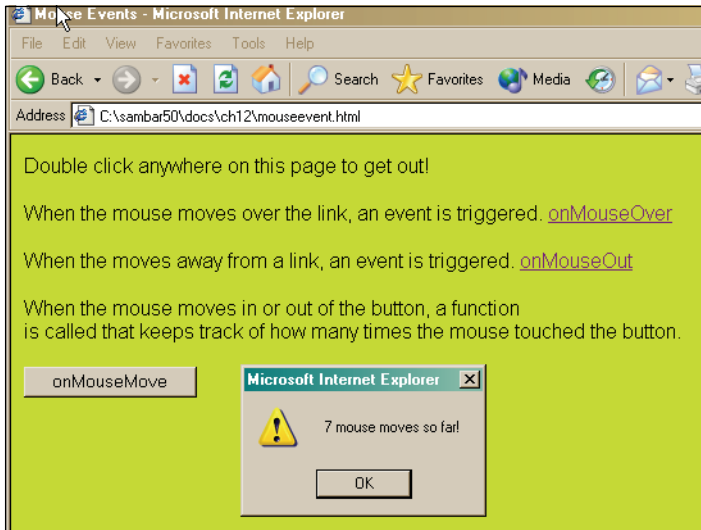 Mouse Events - Microsoft Internet Explorer
File Edit View Favorites Tools Help
Back Search Favorites Media
Address C:\sambar50\docs\ch12\mouseevent.html
Double click anywhere on this page to get out!
When the mouse moves over the link, an event is triggered. onMouseOver
When the moves away from a link, an event is triggered. onMouseOut
When the mouse moves in or out of the button, a function
is called that keeps track of how many times the mouse touched the button.
onMouseMove
Microsoft Internet Explorer
7 mouse moves so far!
OK